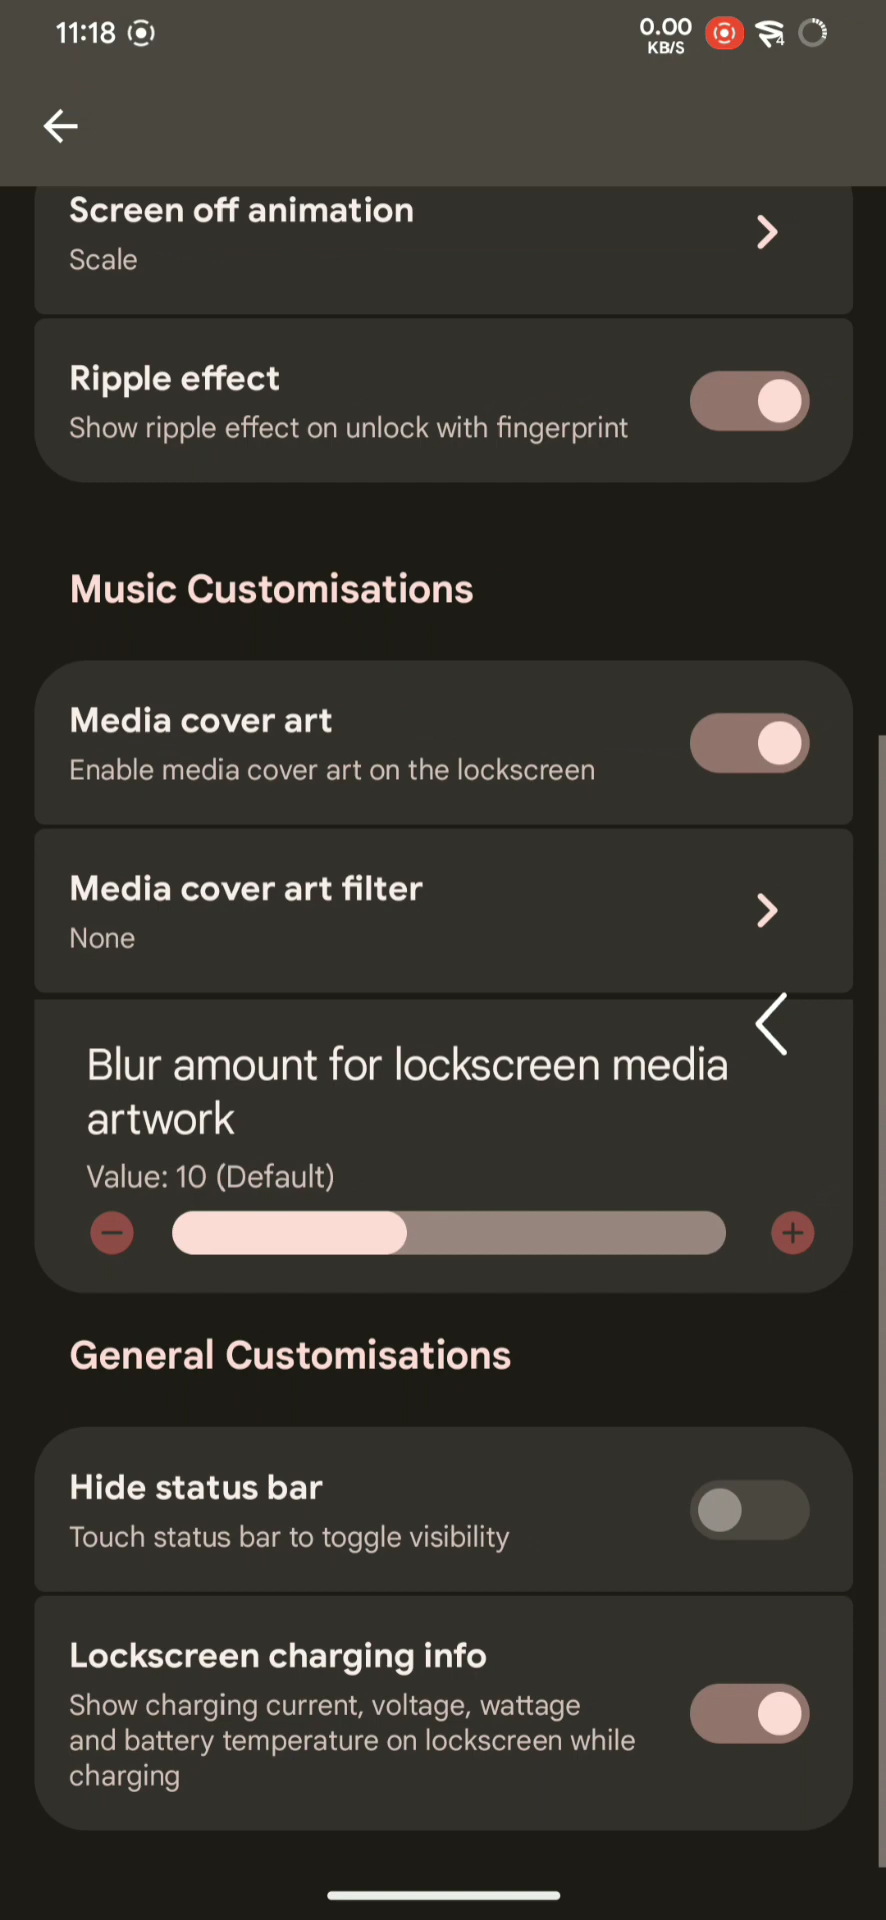 11:18
0.00
KB/S
4
Screen off animation
Scale
Ripple effect
Show ripple effect on unlock with fingerprint
Music Customisations
Media cover art
Enable media cover art on the lockscreen
Media cover art filter
None
Blur amount for lockscreen media
artwork
Value: 10 (Default)
General Customisations
Hide status bar
Touch status bar to toggle visibility
Lockscreen charging info
Show charging current, voltage, wattage
and battery temperature on lockscreen while
charging